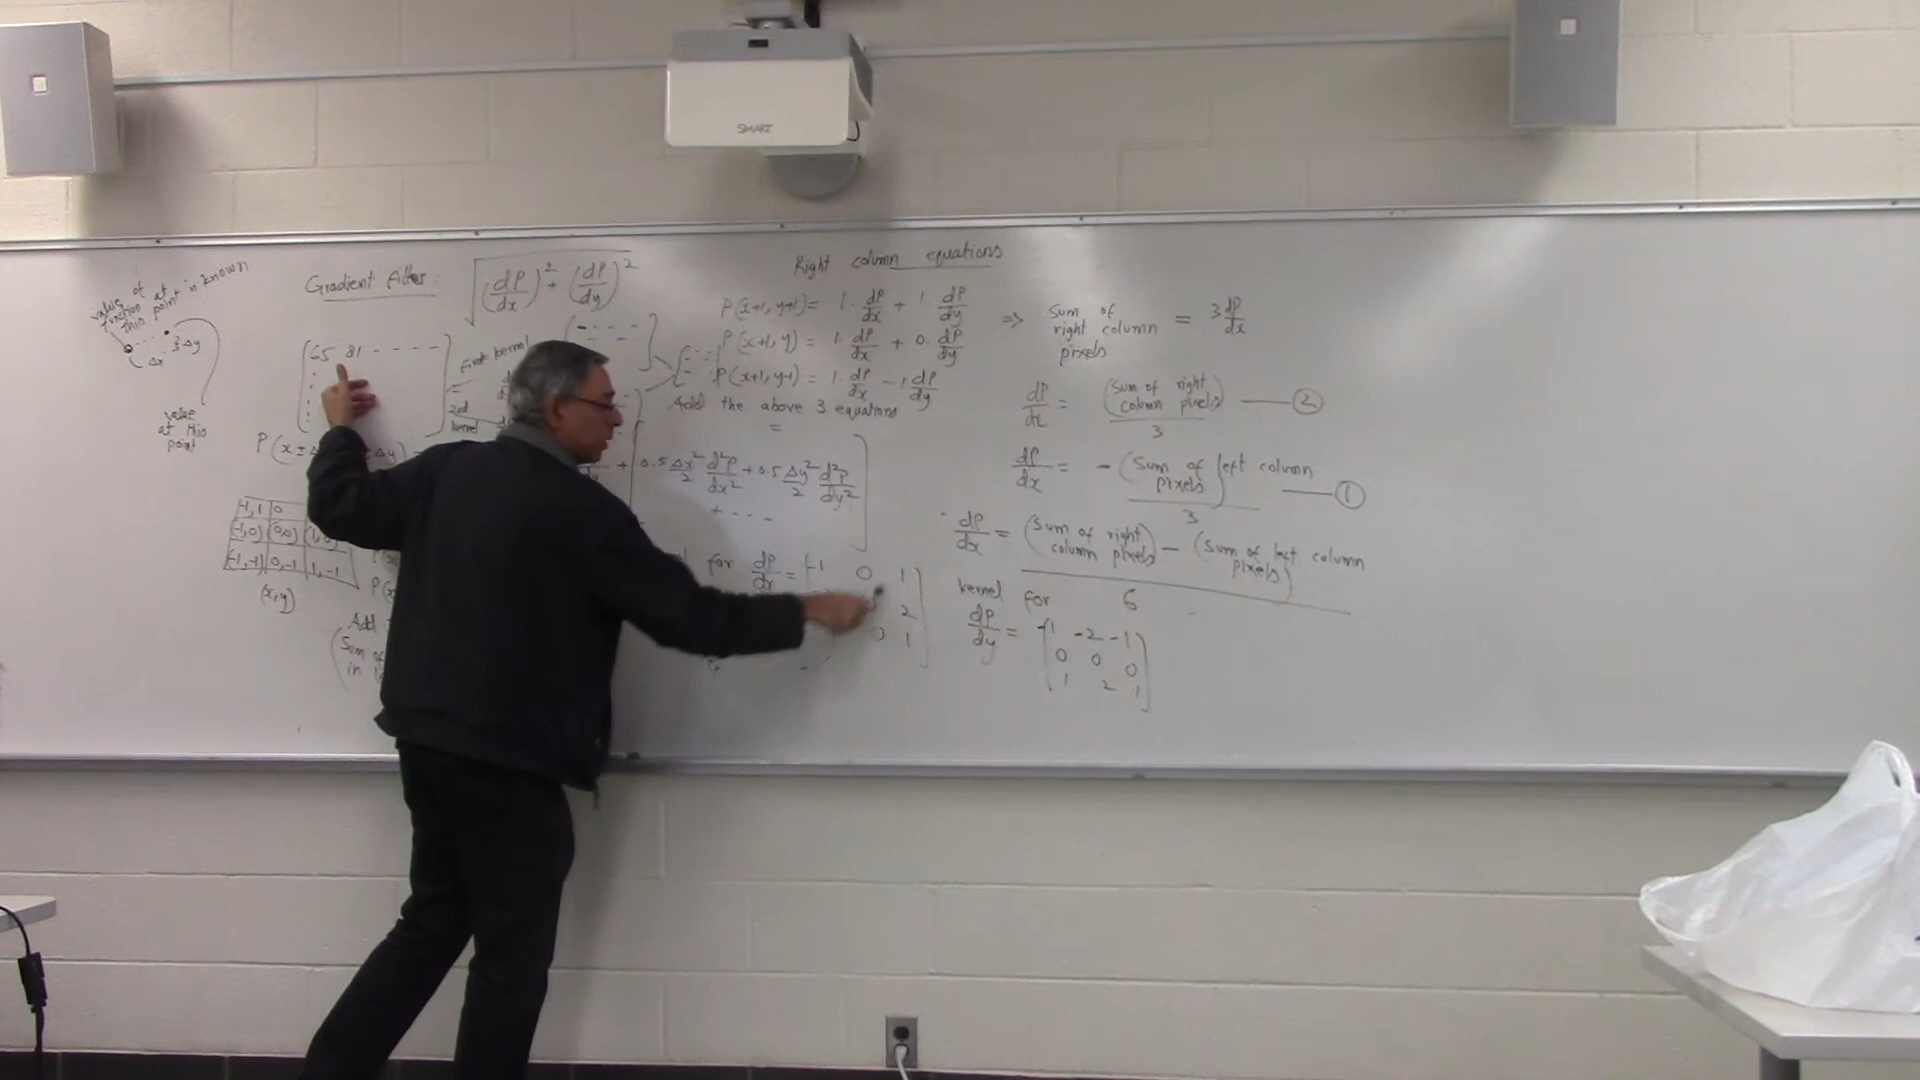 SMART
value of
function at
this point is known
Δx
3 Δy
value
at this
point
Gradient Filter:
√(dP/dx)² + (dP/dy)²
65 81 - - - -
First kernel
2nd
kernel
P(x ± Δ
± Δy)
0.5 Δx²/2 d²P/dx² + 0.5 Δy²/2 d²P/dy²
+ - - -
-1,1 0
(-1,0) (0,0) (1,0)
(-1,-1) 0,-1 1,-1
(x,y)
Add
Sum of
in
for dP/dx = [-1 0 1
2
0 1]
Right column equations
P(x+1, y+1) = 1. dP/dx + 1. dP/dy
P(x+1, y) = 1. dP/dx + 0. dP/dy
P(x+1, y-1) = 1. dP/dx - 1 dP/dy
Add the above 3 equations
=
=> Sum of
right column = 3 dP/dx
pixels
dP/dx = (Sum of right
column pixels) / 3 —— 2
dP/dx = -(Sum of left column
pixels) / 3 —— 1
dP/dx = (Sum of right
column pixels) - (Sum of left column
pixels)
6
kernel for
dP/dy = [-1 -2 -1
0 0 0
1 2 1]